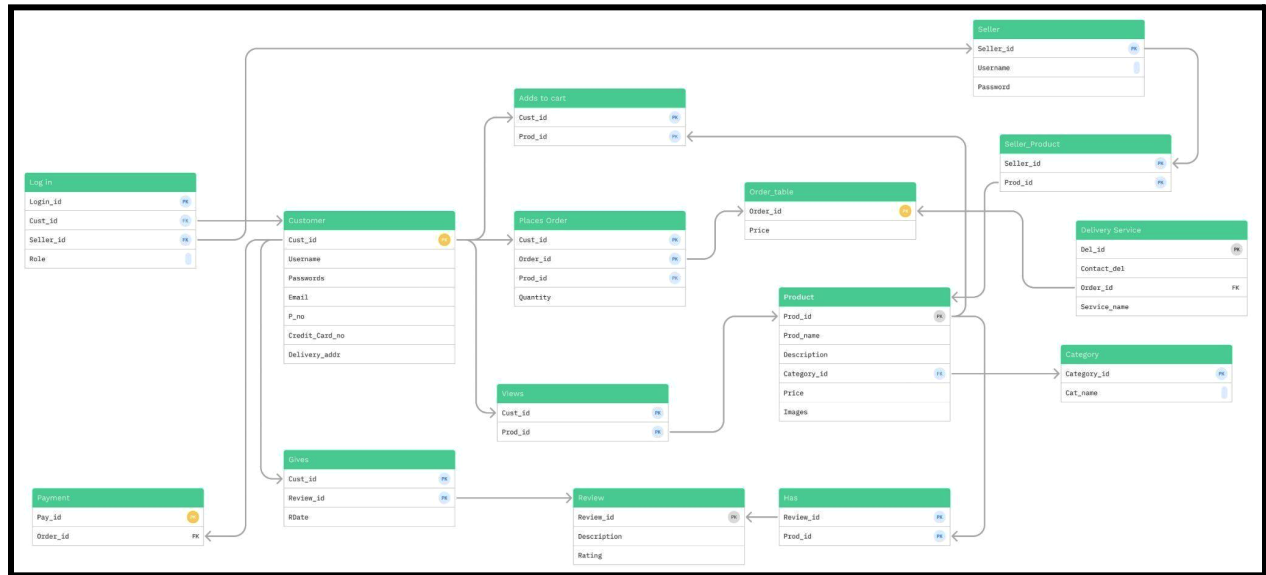 Seller
Seller_id PK
Username
Password
Adds to cart
Cust_id PK
Prod_id PK
Seller_Product
Seller_id PK
Prod_id PK
Log in
Login_id PK
Cust_id FK
Seller_id FK
Role
Customer
Cust_id PK
Username
Passwords
Email
P_no
Credit_Card_no
Delivery_addr
Places Order
Cust_id PK
Order_id PK
Prod_id PK
Quantity
Order_table
Order_id PK
Price
Delivery Service
Del_id PK
Contact_del
Order_id FK
Service_name
Product
Prod_id PK
Prod_name
Description
Category_id FK
Price
Images
Category
Category_id PK
Cat_name
Views
Cust_id PK
Prod_id PK
Gives
Cust_id PK
Review_id PK
RDate
Payment
Pay_id PK
Order_id FK
Review
Review_id PK
Description
Rating
Has
Review_id PK
Prod_id PK